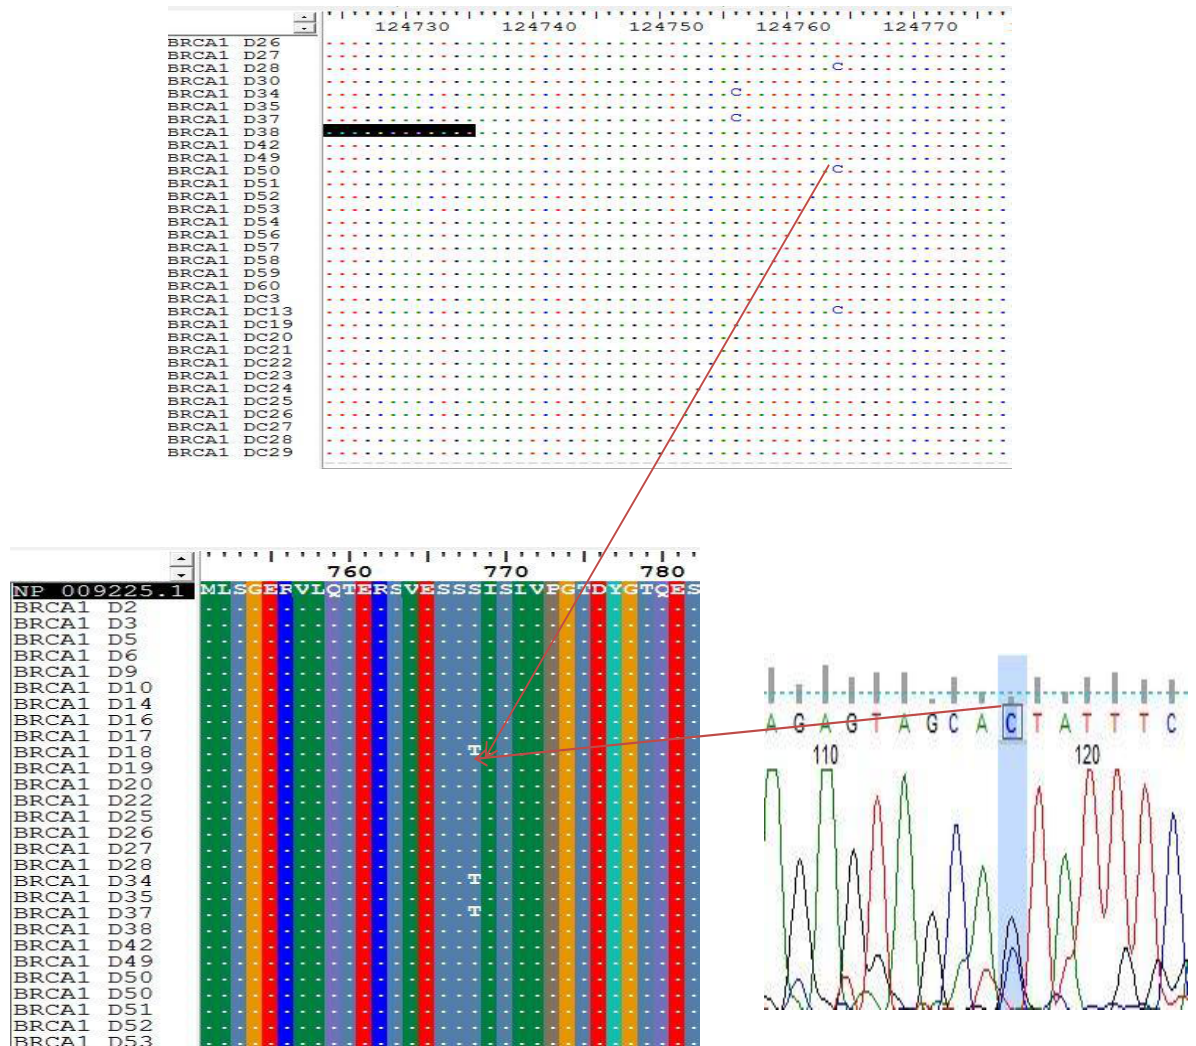 124730 124740 124750 124760 124770
BRCA1 D26
BRCA1 D27
BRCA1 D28 C
BRCA1 D30
BRCA1 D34 C
BRCA1 D35
BRCA1 D37 C
BRCA1 D38
BRCA1 D42
BRCA1 D49
BRCA1 D50 C
BRCA1 D51
BRCA1 D52
BRCA1 D53
BRCA1 D54
BRCA1 D56
BRCA1 D57
BRCA1 D58
BRCA1 D59
BRCA1 D60
BRCA1 DC3
BRCA1 DC13 C
BRCA1 DC19
BRCA1 DC20
BRCA1 DC21
BRCA1 DC22
BRCA1 DC23
BRCA1 DC24
BRCA1 DC25
BRCA1 DC26
BRCA1 DC27
BRCA1 DC28
BRCA1 DC29
760 770 780
NP 009225.1 MLSGERVLQTERSVESSSISIVPGTDYGTQES
BRCA1 D2
BRCA1 D3
BRCA1 D5
BRCA1 D6
BRCA1 D9
BRCA1 D10
BRCA1 D14
BRCA1 D16
BRCA1 D17
BRCA1 D18 T
BRCA1 D19
BRCA1 D20
BRCA1 D22
BRCA1 D25
BRCA1 D26
BRCA1 D27
BRCA1 D28
BRCA1 D34 T
BRCA1 D35
BRCA1 D37 T
BRCA1 D38
BRCA1 D42
BRCA1 D49
BRCA1 D50
BRCA1 D50
BRCA1 D51
BRCA1 D52
BRCA1 D53
A G A G T A G C A C T A T T T C
110 120